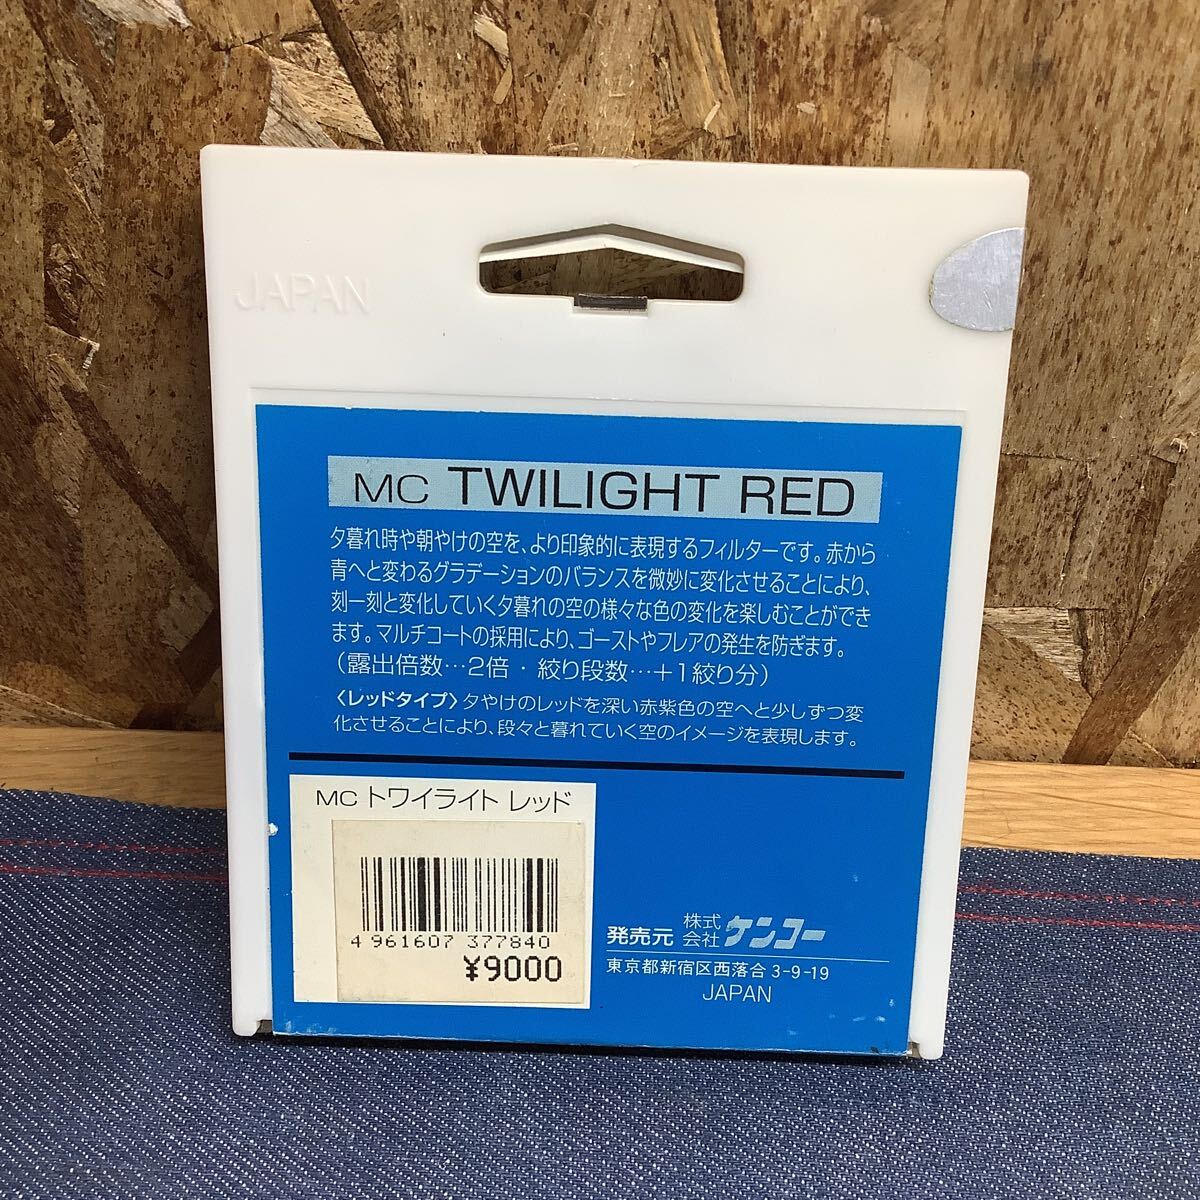 JAPAN
MC TWILIGHT RED
夕暮れ時や朝やけの空を、より印象的に表現するフィルターです。赤から
青へと変わるグラデーションのバランスを微妙に変化させることにより、
刻一刻と変化していく夕暮れの空の様々な色の変化を楽しむことができ
ます。マルチコートの採用により、ゴーストやフレアの発生を防ぎます。
（露出倍数…2倍・絞り段数…＋1絞り分）
〈レッドタイプ〉夕やけのレッドを深い赤紫色の空へと少しずつ変
化させることにより、段々と暮れていく空のイメージを表現します。
MC トワイライト レッド
4 961607 377840
¥9000
発売元 株式会社 ケンコー
東京都新宿区西落合 3-9-19
JAPAN